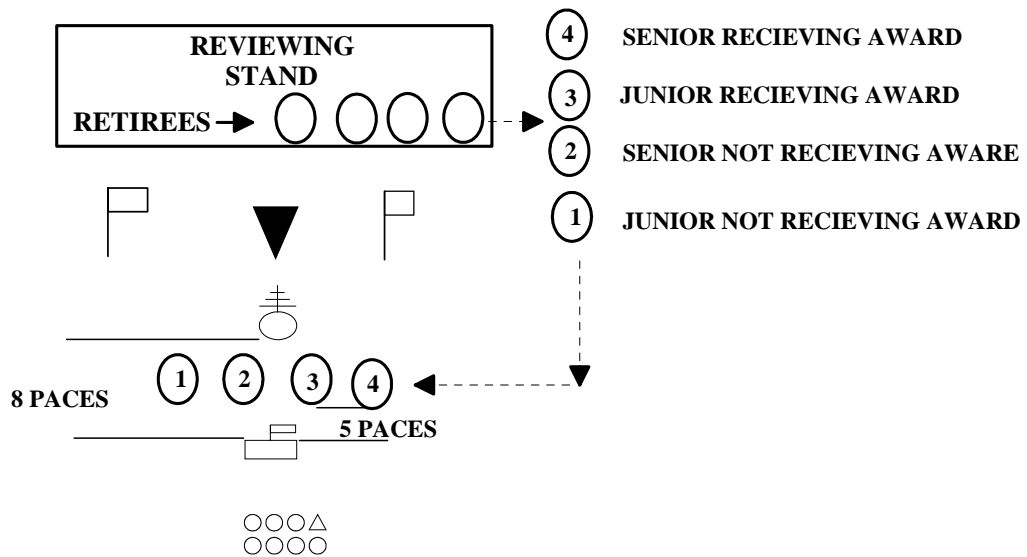 REVIEWING
STAND
RETIREES
4 SENIOR RECIEVING AWARD
3 JUNIOR RECIEVING AWARD
2 SENIOR NOT RECIEVING AWARE
1 JUNIOR NOT RECIEVING AWARD
1 2 3 4
8 PACES
5 PACES